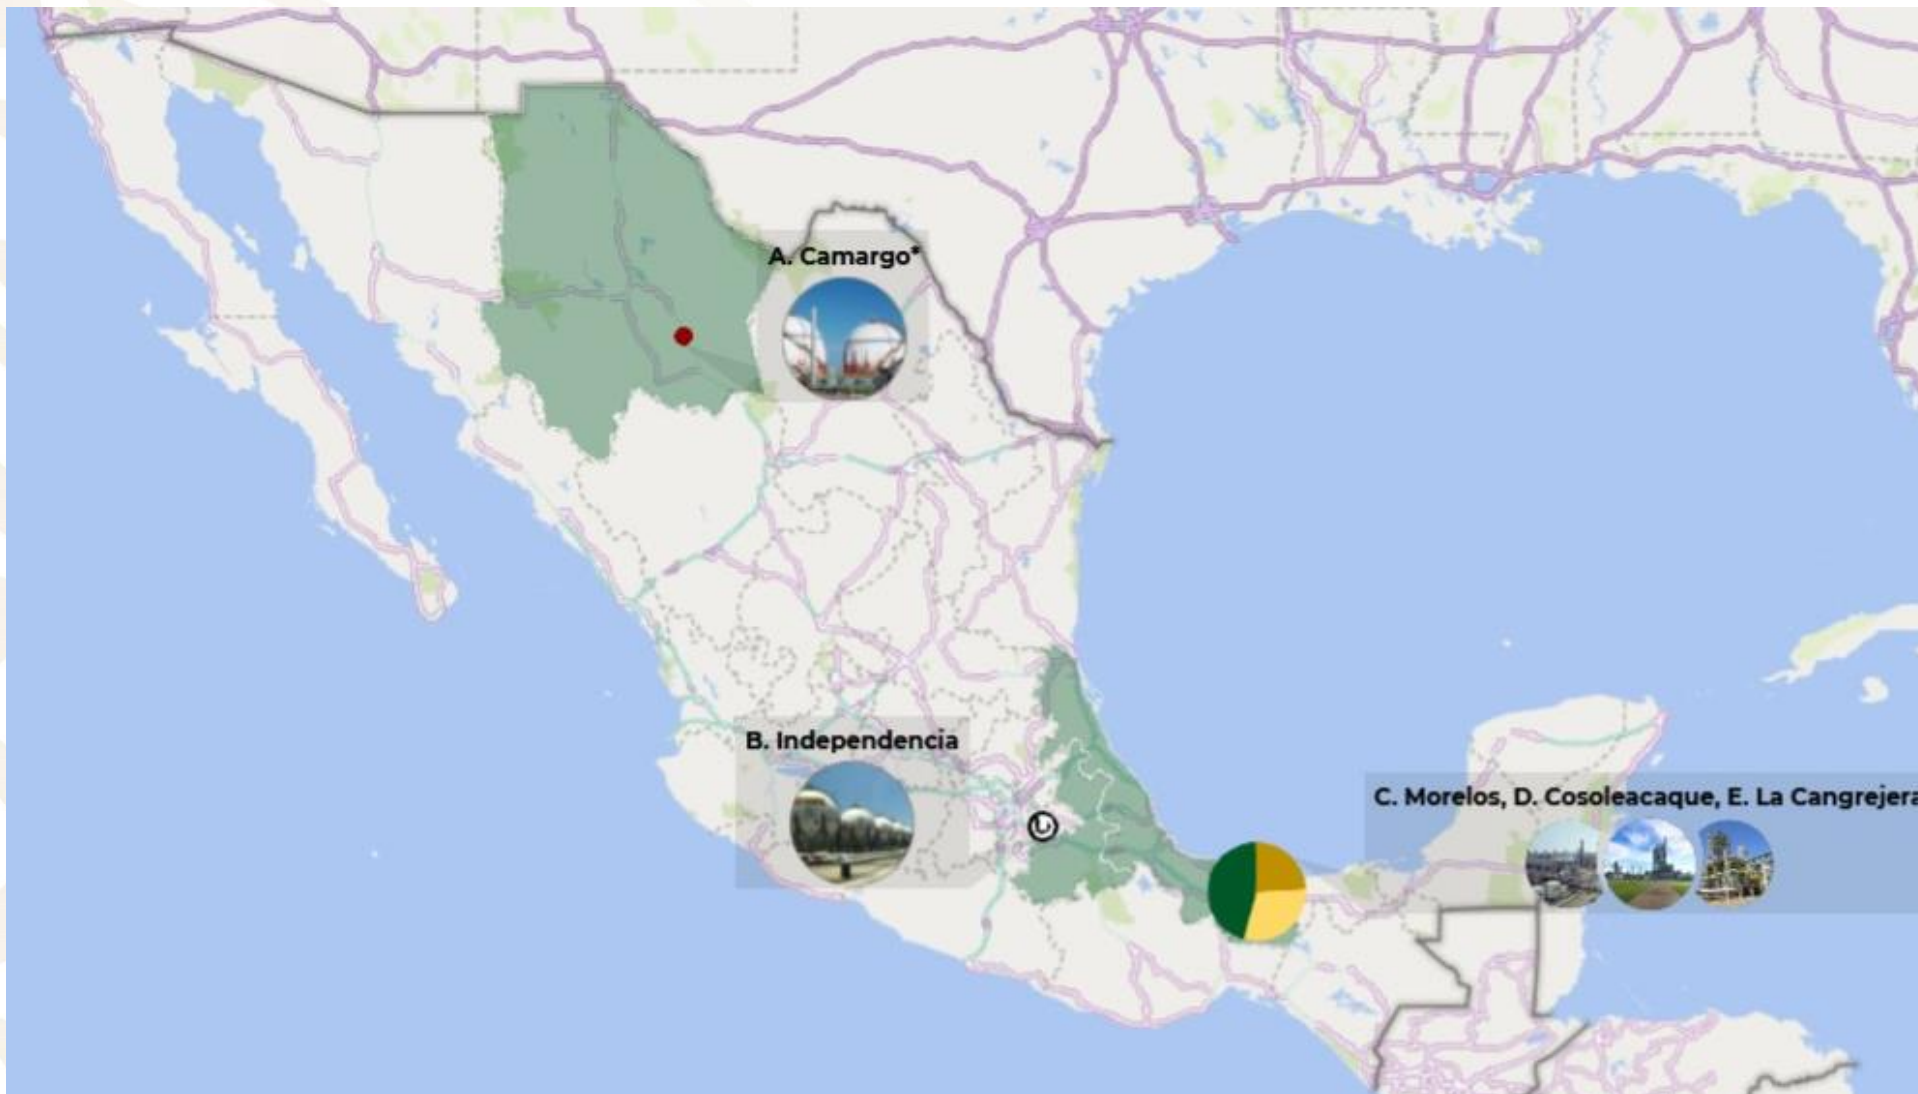 A. Camargo*
B. Independencia
C. Morelos, D. Cosoleacaque, E. La Cangrejera